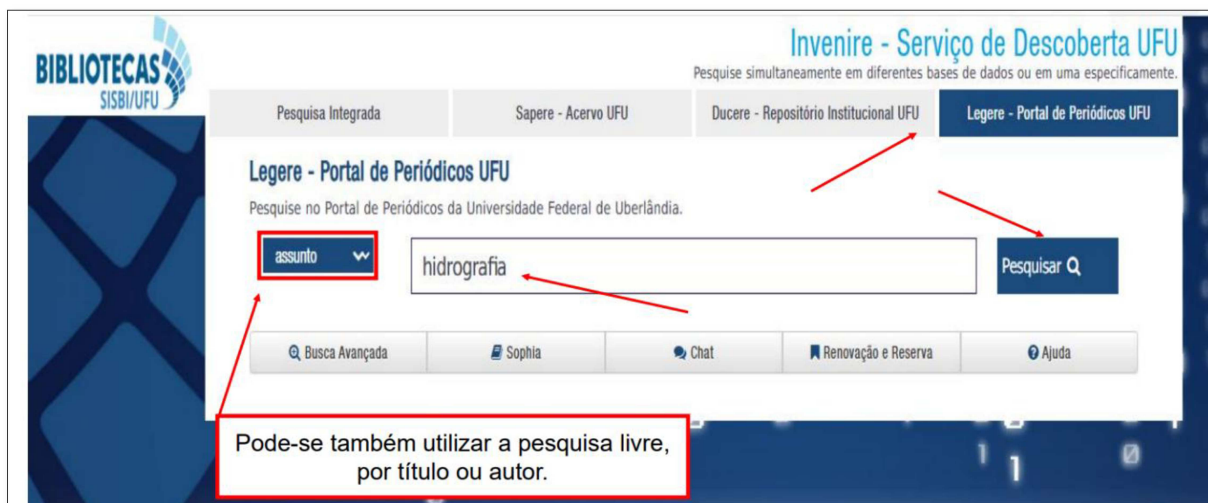 BIBLIOTECAS
SISBI/UFU
Invenire - Serviço de Descoberta UFU
Pesquise simultaneamente em diferentes bases de dados ou em uma especificamente.
Pesquisa Integrada
Sapere - Acervo UFU
Ducere - Repositório Institucional UFU
Legere - Portal de Periódicos UFU
Legere - Portal de Periódicos UFU
Pesquise no Portal de Periódicos da Universidade Federal de Uberlândia.
assunto
hidrografia
Pesquisar
Busca Avançada
Sophia
Chat
Renovação e Reserva
Ajuda
Pode-se também utilizar a pesquisa livre,
por título ou autor.